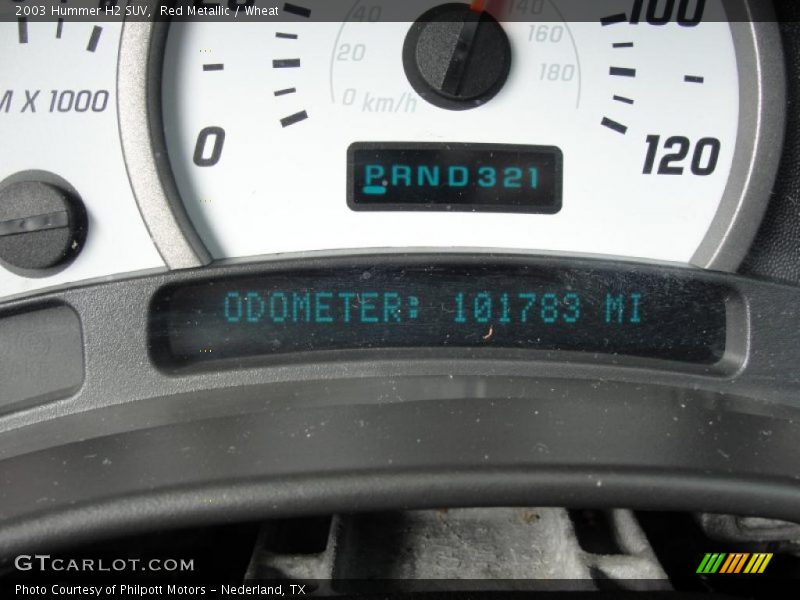 2003 Hummer H2 SUV, Red Metallic / Wheat
40
140
100
20
160
180
X 1000
0 km/h
0
120
PRND321
ODOMETER: 101783 MI
GTCARLOT.COM
Photo Courtesy of Philpott Motors - Nederland, TX